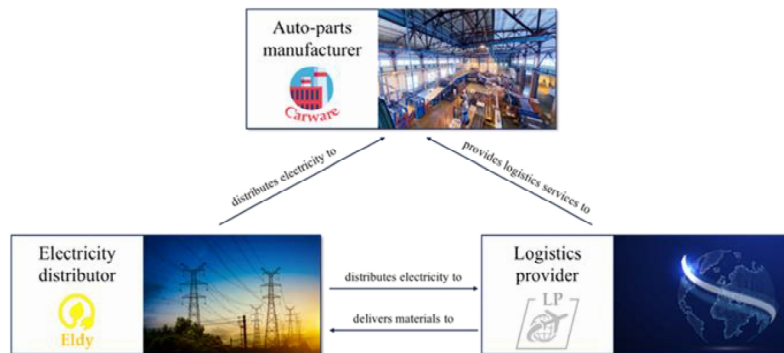 Auto-parts
manufacturer
Carware
distributes electricity to
provides logistics services to
Electricity
distributor
Eldy
distributes electricity to
delivers materials to
Logistics
provider
LP